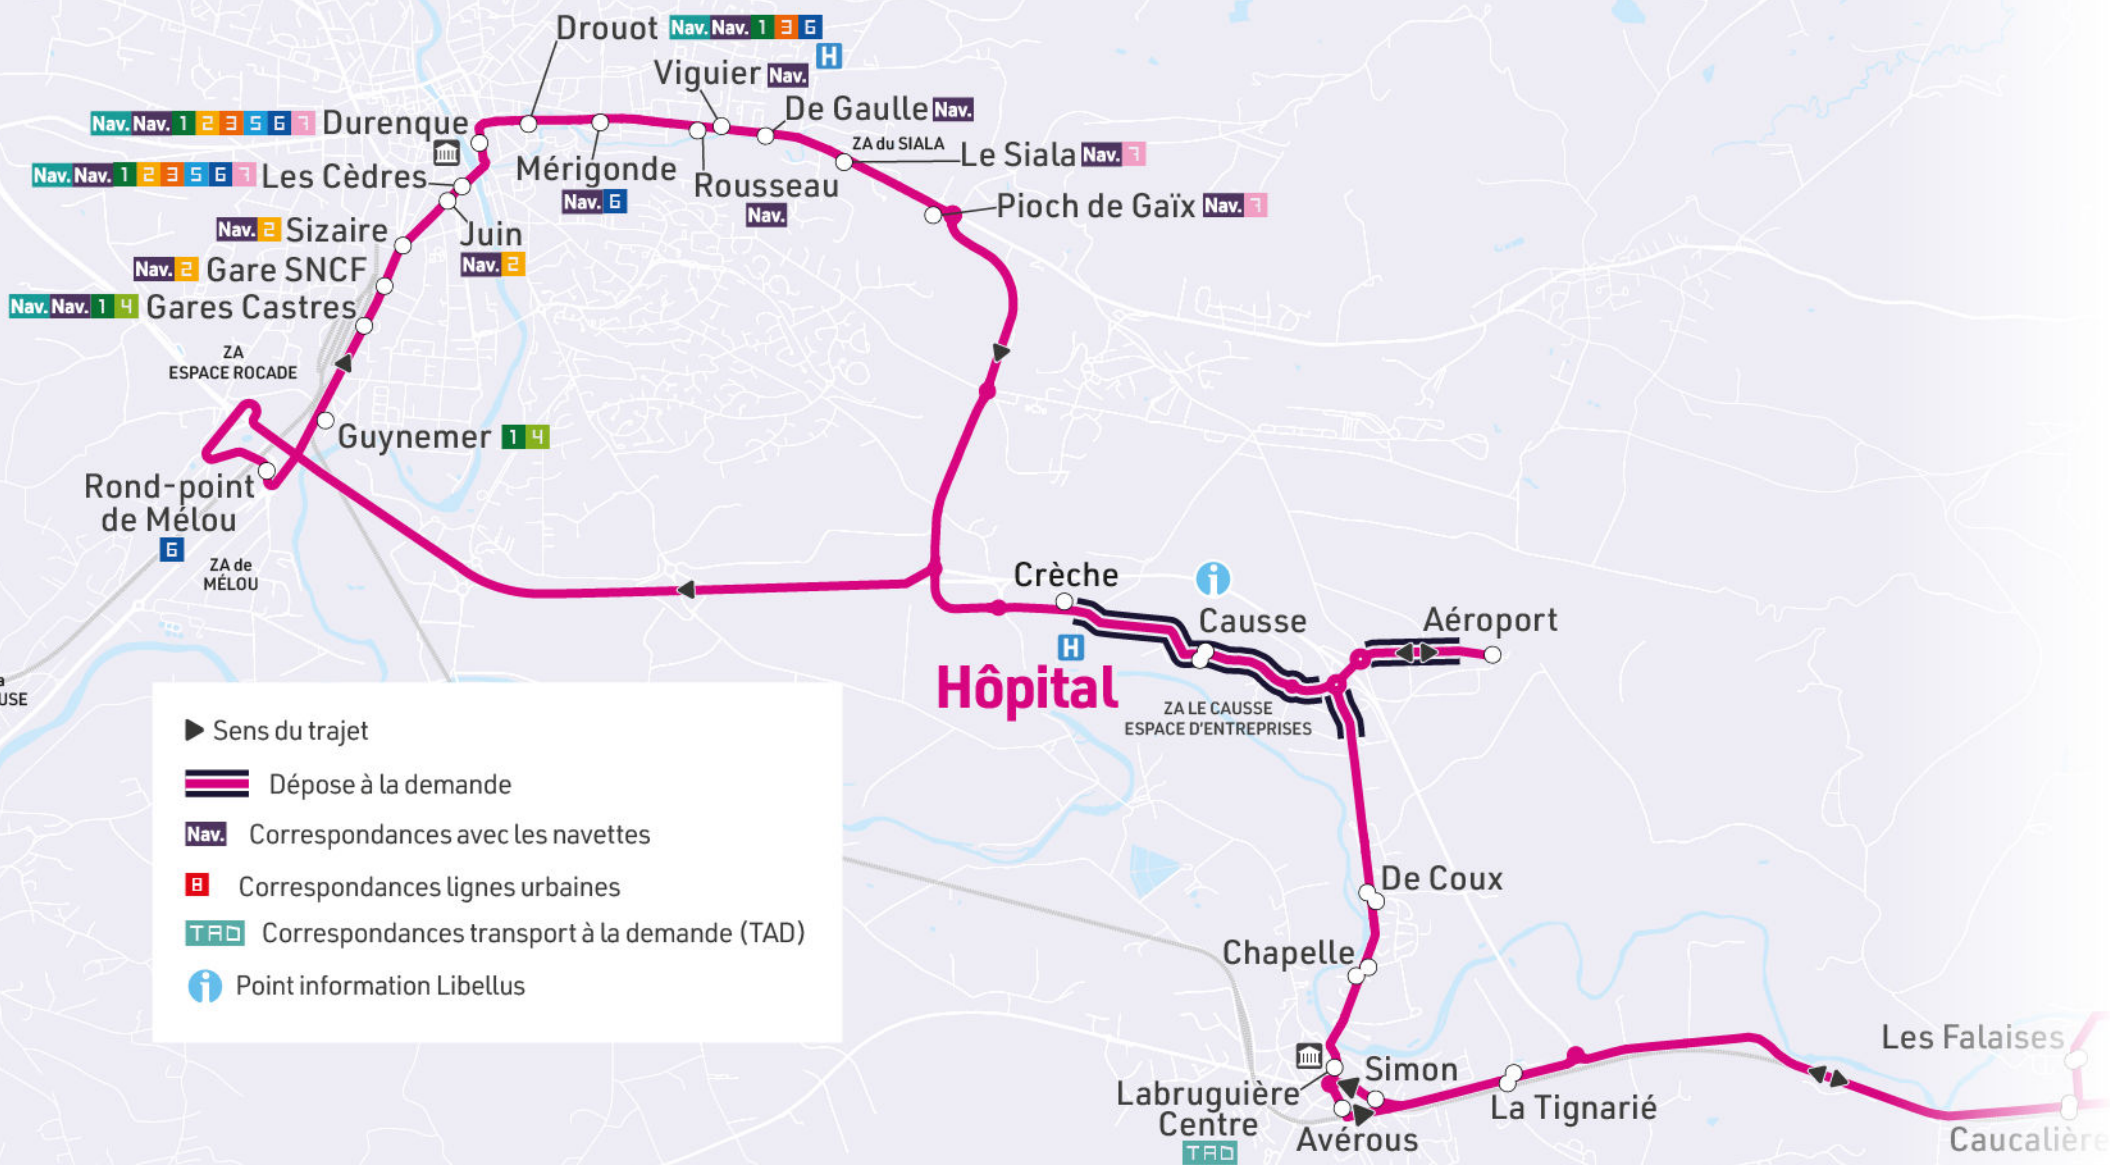 Drouot Nav. Nav. 1 3 6
H
Viguier Nav.
De Gaulle Nav.
Nav. Nav. 1 2 3 5 6 7 Durenque
ZA du SIALA
Le Siala Nav. 7
Nav. Nav. 1 2 3 5 6 7 Les Cèdres
Mérigonde
Nav. 6
Rousseau
Nav.
Pioch de Gaïx Nav. 7
Nav. 2 Sizaire
Juin
Nav. 2
Nav. 2 Gare SNCF
Nav. Nav. 1 4 Gares Castres
ZA
ESPACE ROCADE
Guynemer 1 4
Rond-point
de Mélou
6
ZA de
MÉLOU
Crèche
i
Causse
Aéroport
H
Hôpital
ZA LE CAUSSE
ESPACE D'ENTREPRISES
a
USE
Sens du trajet
Dépose à la demande
Nav. Correspondances avec les navettes
8 Correspondances lignes urbaines
TAD Correspondances transport à la demande (TAD)
i Point information Libellus
De Coux
Chapelle
Les Falaises
Simon
Labruguière
Centre
TAD
Avérous
La Tignarié
Caucalière